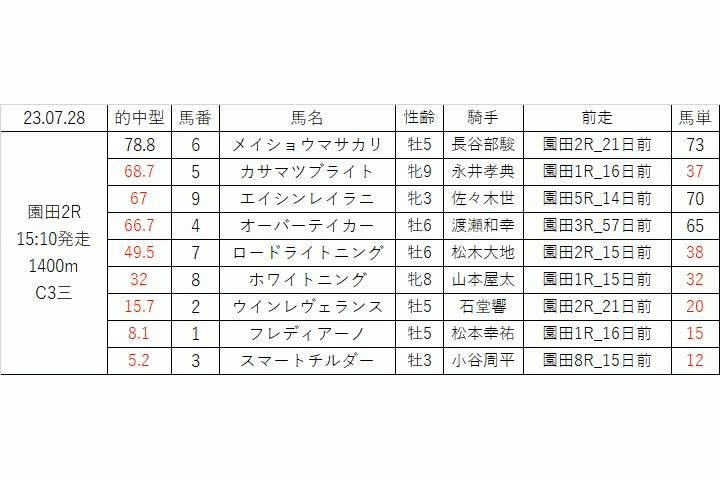 23.07.28 的中型 馬番 馬名 性齢 騎手 前走 馬単
78.8 6 メイショウマサカリ 牡5 長谷部駿 園田2R_21日前 73
68.7 5 カサマツブライト 牝9 永井孝典 園田1R_16日前 37
67 9 エイシンレイラニ 牝3 佐々木世 園田5R_14日前 70
園田2R
66.7 4 オーバーテイカー 牡6 渡瀬和幸 園田3R_57日前 65
15:10発走
49.5 7 ロードライトニング 牡6 松木大地 園田2R_15日前 38
1400m
32 8 ホワイトニング 牝8 山本屋太 園田1R_15日前 32
C3三
15.7 2 ウインレヴェランス 牡5 石堂響 園田2R_21日前 20
8.1 1 フレディアーノ 牡5 松本幸祐 園田1R_16日前 15
5.2 3 スマートチルダー 牡3 小谷周平 園田8R_15日前 12